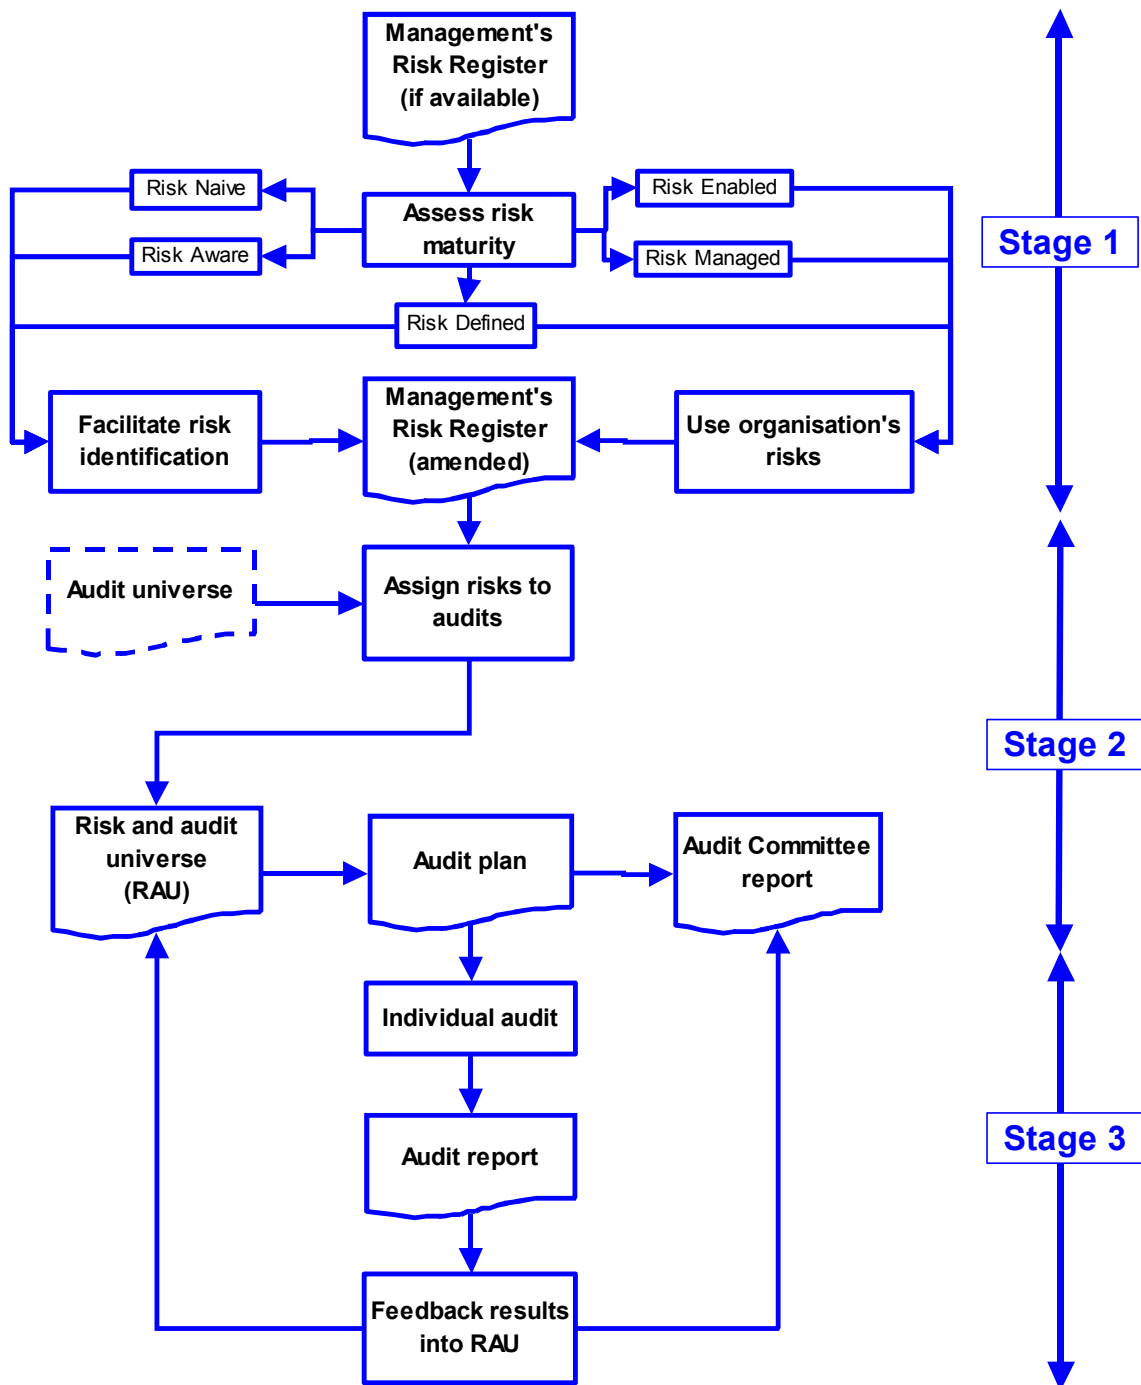 Management's
Risk Register
(if available)
Risk Naive
Risk Enabled
Assess risk
maturity
Risk Aware
Risk Managed
Stage 1
Risk Defined
Facilitate risk
identification
Management's
Risk Register
(amended)
Use organisation's
risks
Audit universe
Assign risks to
audits
Stage 2
Risk and audit
universe
(RAU)
Audit plan
Audit Committee
report
Individual audit
Audit report
Stage 3
Feedback results
into RAU